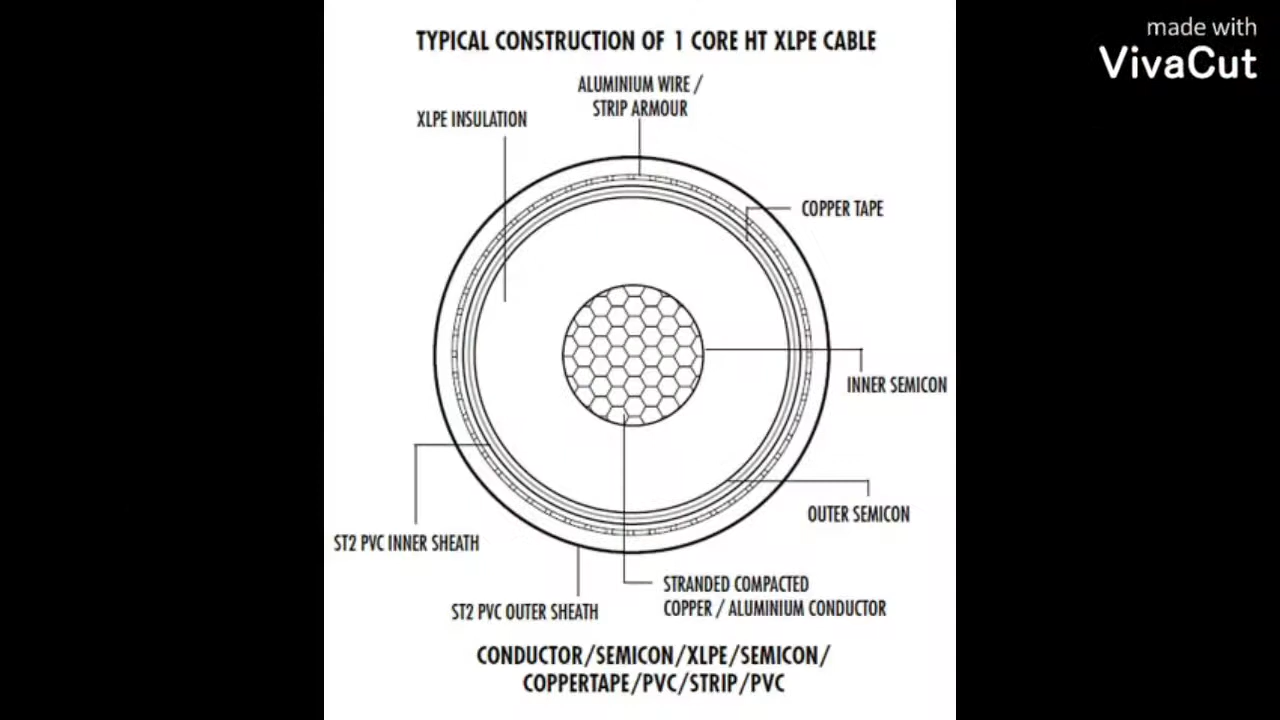 made with
VivaCut
TYPICAL CONSTRUCTION OF 1 CORE HT XLPE CABLE
ALUMINIUM WIRE /
STRIP ARMOUR
XLPE INSULATION
COPPER TAPE
INNER SEMICON
OUTER SEMICON
ST2 PVC INNER SHEATH
STRANDED COMPACTED
COPPER / ALUMINIUM CONDUCTOR
ST2 PVC OUTER SHEATH
CONDUCTOR/SEMICON/XLPE/SEMICON/
COPPERTAPE/PVC/STRIP/PVC